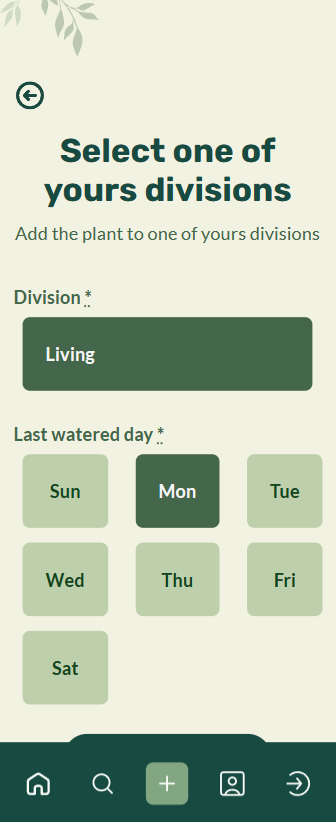 Select one of
yours divisions
Add the plant to one of yours divisions
Division *
Living
Last watered day *
Sun Mon Tue
Wed Thu Fri
Sat